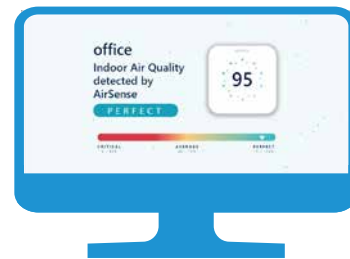 office
Indoor Air Quality
detected by
AirSense
PERFECT
95
CRITICAL AVERAGE PERFECT